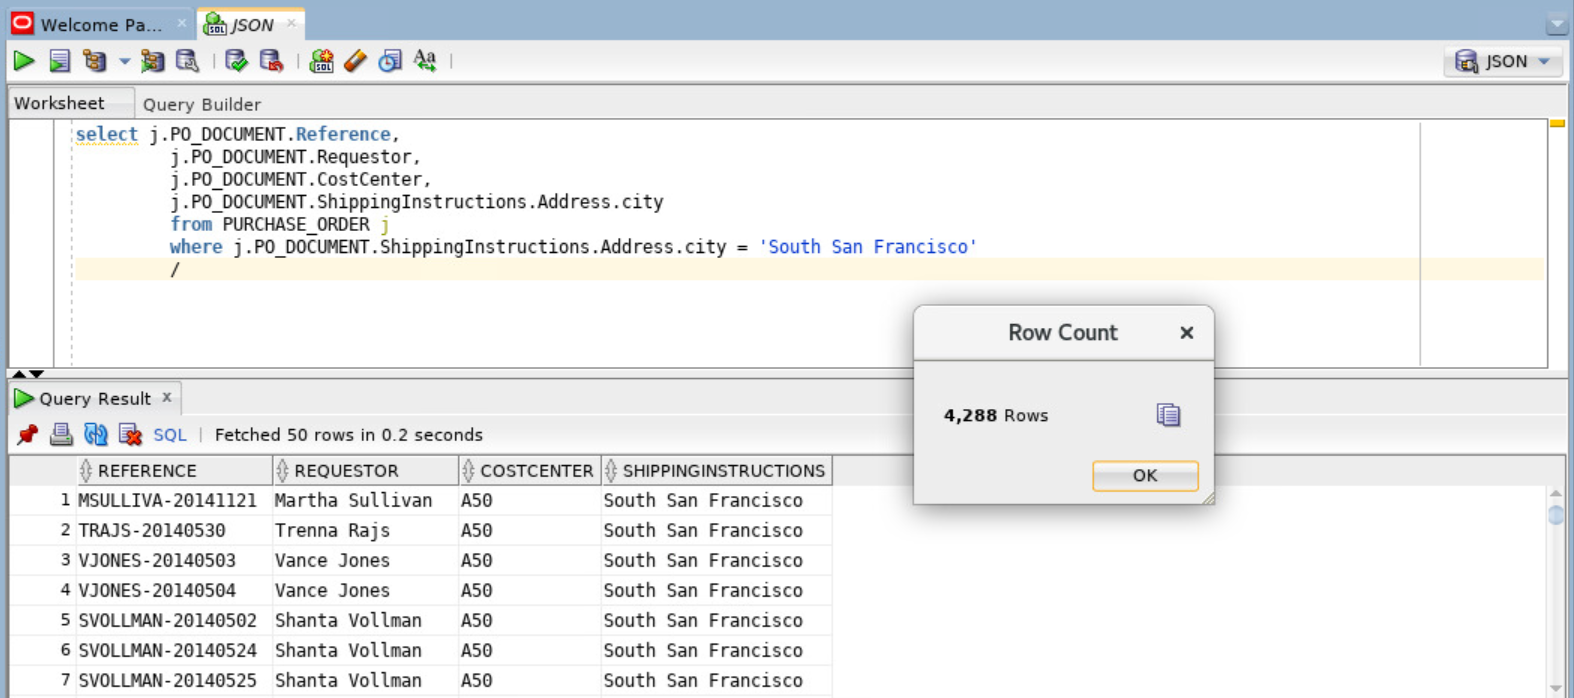 Welcome Pa...
JSON
SQL
Aa
JSON
Worksheet
Query Builder
select j.PO_DOCUMENT.Reference,
j.PO_DOCUMENT.Requestor,
j.PO_DOCUMENT.CostCenter,
j.PO_DOCUMENT.ShippingInstructions.Address.city
from PURCHASE_ORDER j
where j.PO_DOCUMENT.ShippingInstructions.Address.city = 'South San Francisco'
/
Row Count
4,288 Rows
OK
Query Result
SQL | Fetched 50 rows in 0.2 seconds
REFERENCE REQUESTOR COSTCENTER SHIPPINGINSTRUCTIONS
1 MSULLIVA-20141121 Martha Sullivan A50 South San Francisco
2 TRAJS-20140530 Trenna Rajs A50 South San Francisco
3 VJONES-20140503 Vance Jones A50 South San Francisco
4 VJONES-20140504 Vance Jones A50 South San Francisco
5 SVOLLMAN-20140502 Shanta Vollman A50 South San Francisco
6 SVOLLMAN-20140524 Shanta Vollman A50 South San Francisco
7 SVOLLMAN-20140525 Shanta Vollman A50 South San Francisco